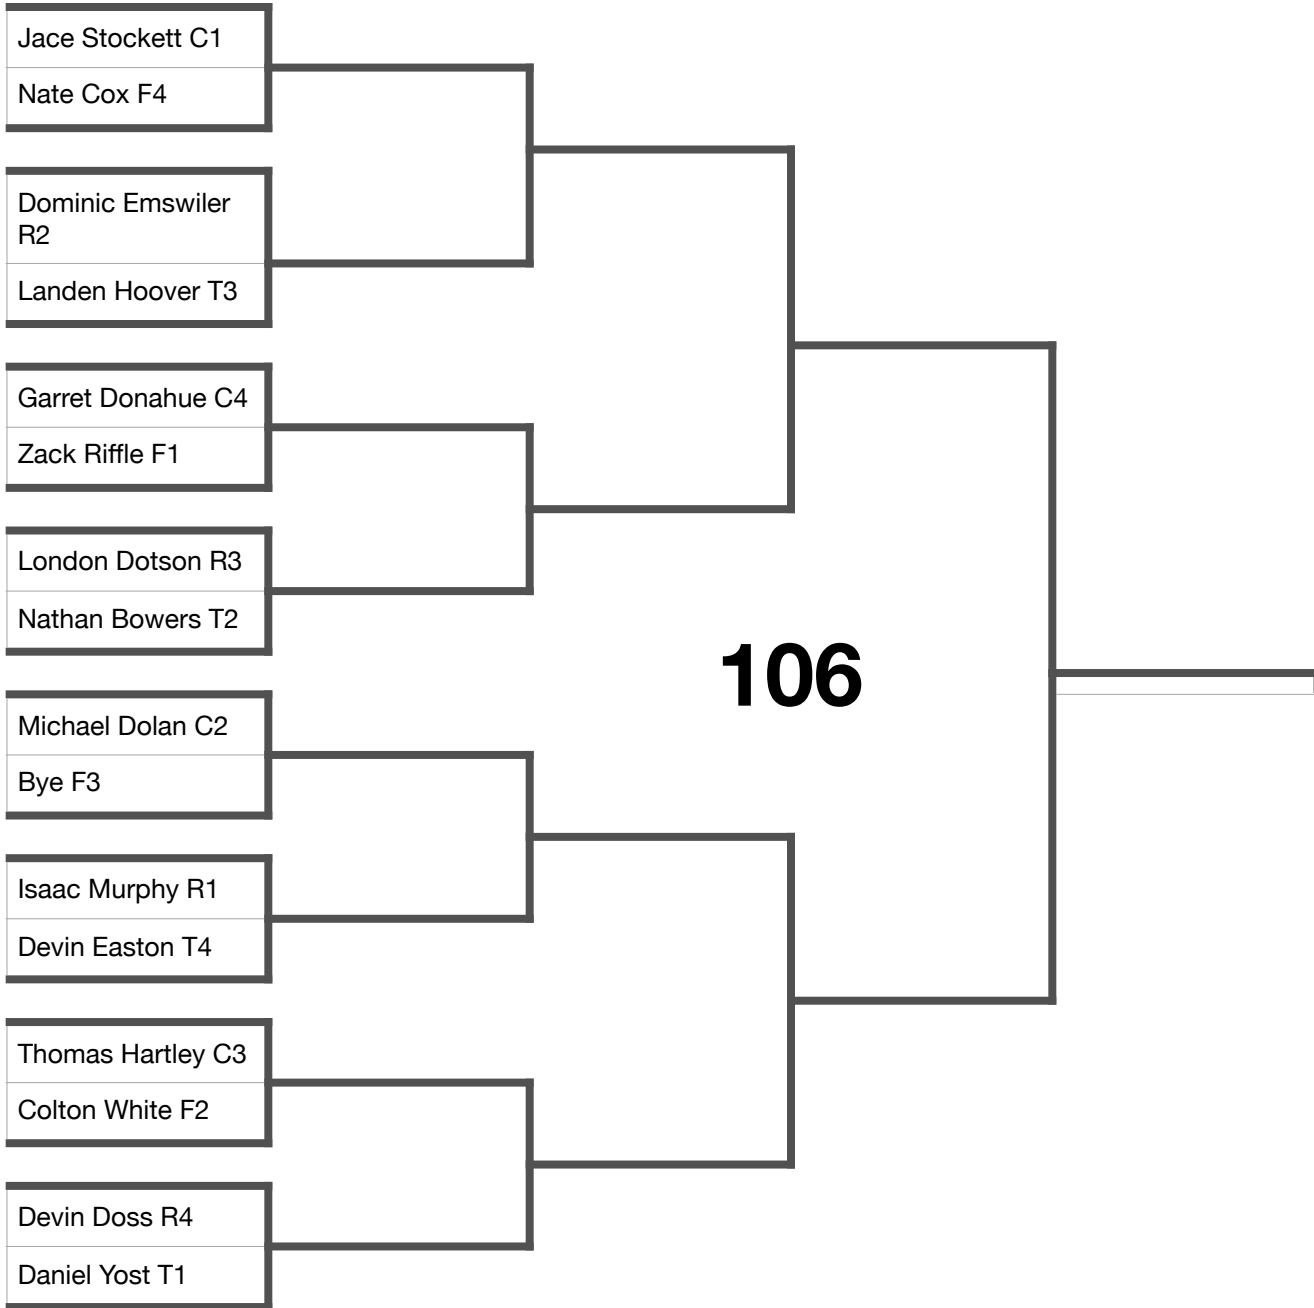 Jace Stockett C1
Nate Cox F4
Dominic Emswiler
R2
Landen Hoover T3
Garret Donahue C4
Zack Riffle F1
London Dotson R3
Nathan Bowers T2
106
Michael Dolan C2
Bye F3
Isaac Murphy R1
Devin Easton T4
Thomas Hartley C3
Colton White F2
Devin Doss R4
Daniel Yost T1